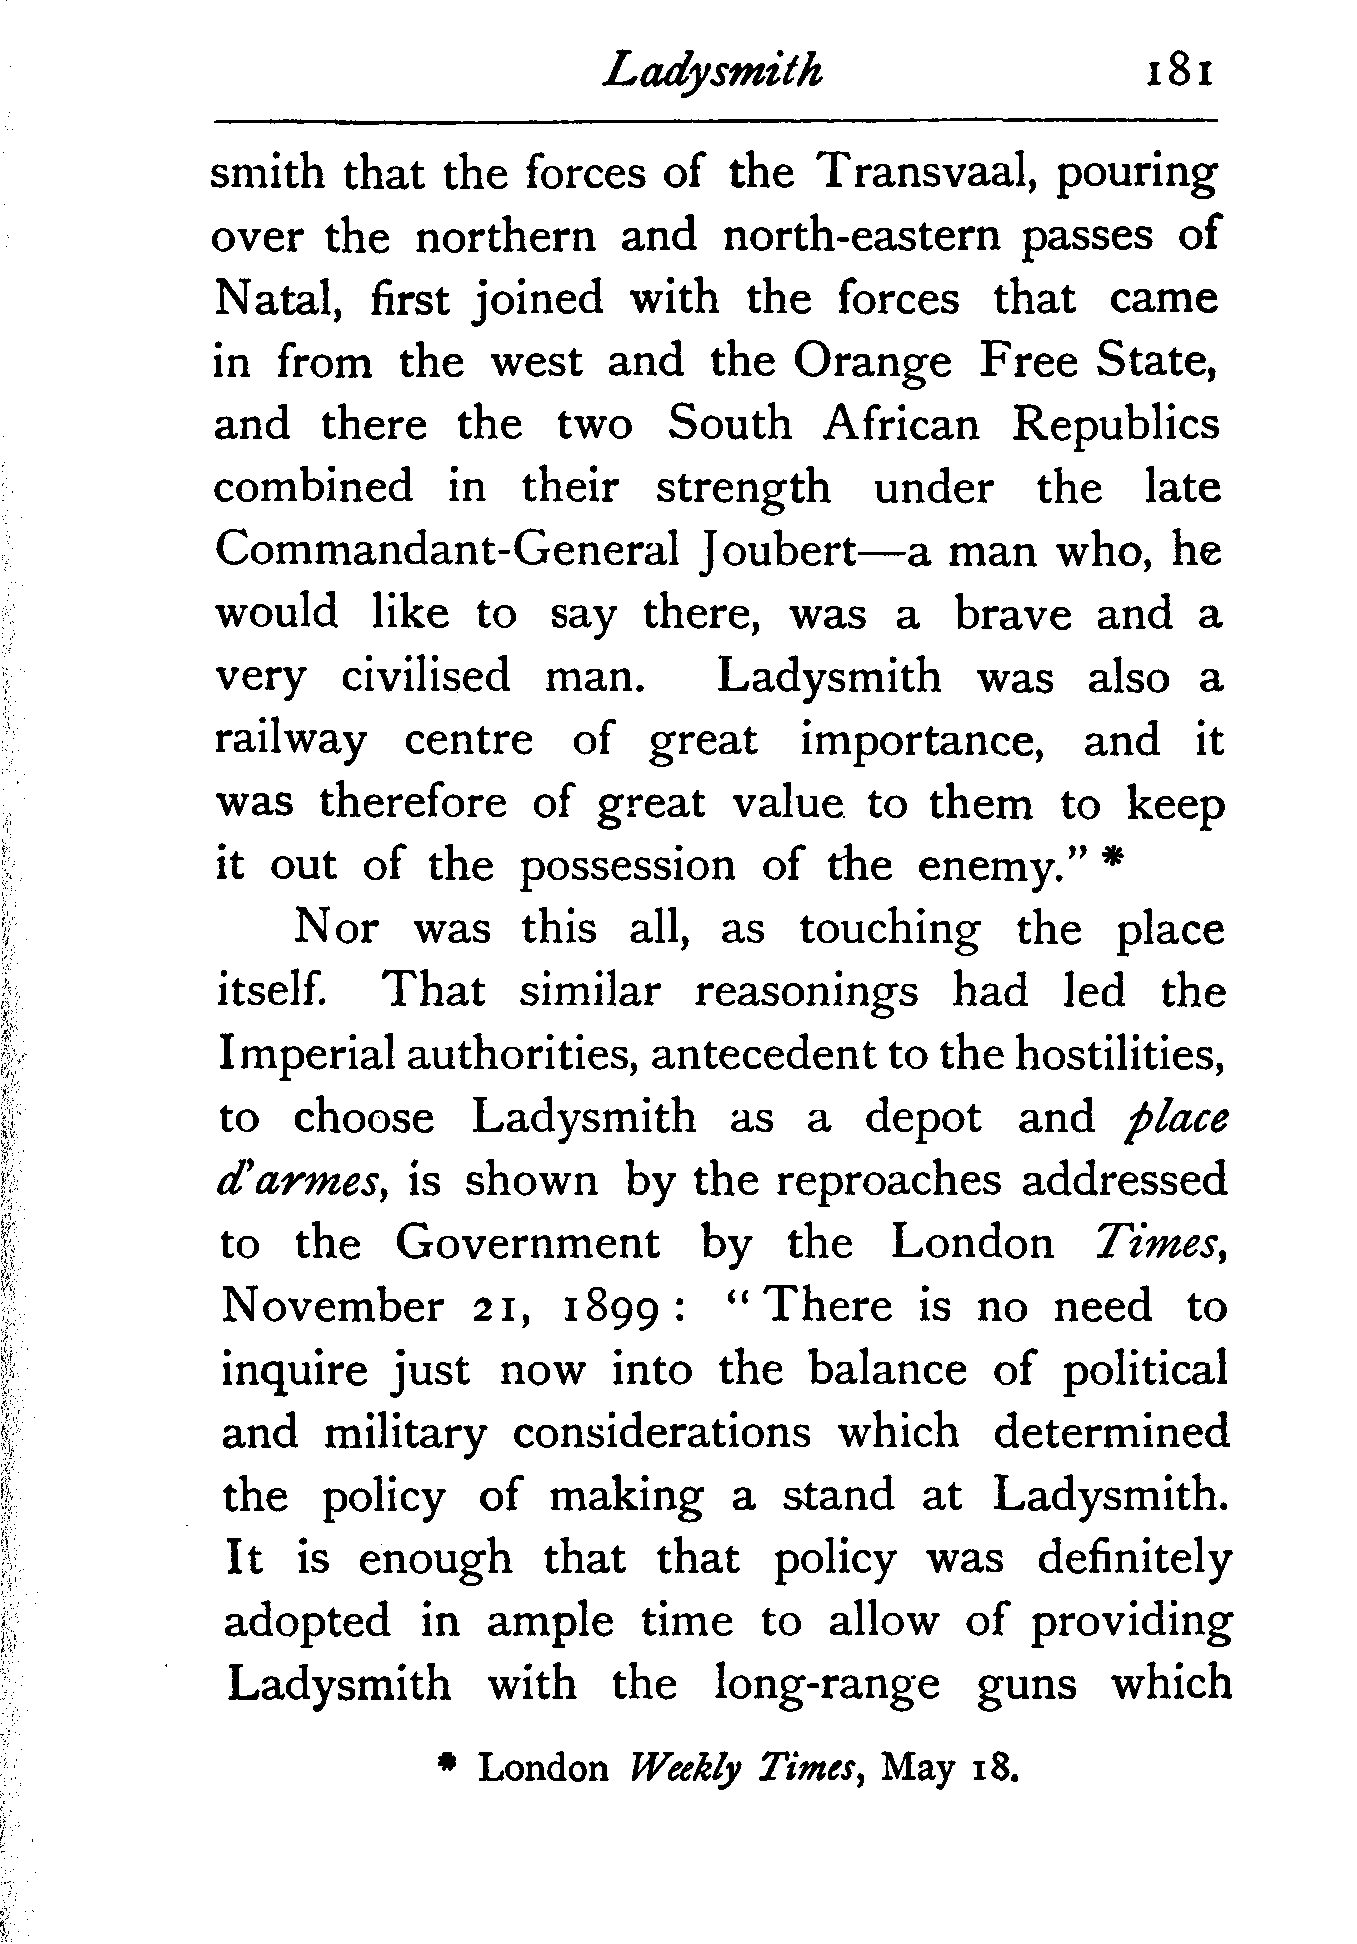 Ladysmith 181
smith that the forces of the Transvaal, pouring
over the northern and north-eastern passes of
Natal, first joined with the forces that came
in from the west and the Orange Free State,
and there the two South African Republics
combined in their strength under the late
Commandant-General Joubert—a man who, he
would like to say there, was a brave and a
very civilised man. Ladysmith was also a
railway centre of great importance, and it
was therefore of great value to them to keep
it out of the possession of the enemy." *
Nor was this all, as touching the place
itself. That similar reasonings had led the
Imperial authorities, antecedent to the hostilities,
to choose Ladysmith as a depot and place
d'armes, is shown by the reproaches addressed
to the Government by the London Times,
November 21, 1899 : "There is no need to
inquire just now into the balance of political
and military considerations which determined
the policy of making a stand at Ladysmith.
It is enough that that policy was definitely
adopted in ample time to allow of providing
Ladysmith with the long-range guns which
* London Weekly Times, May 18.